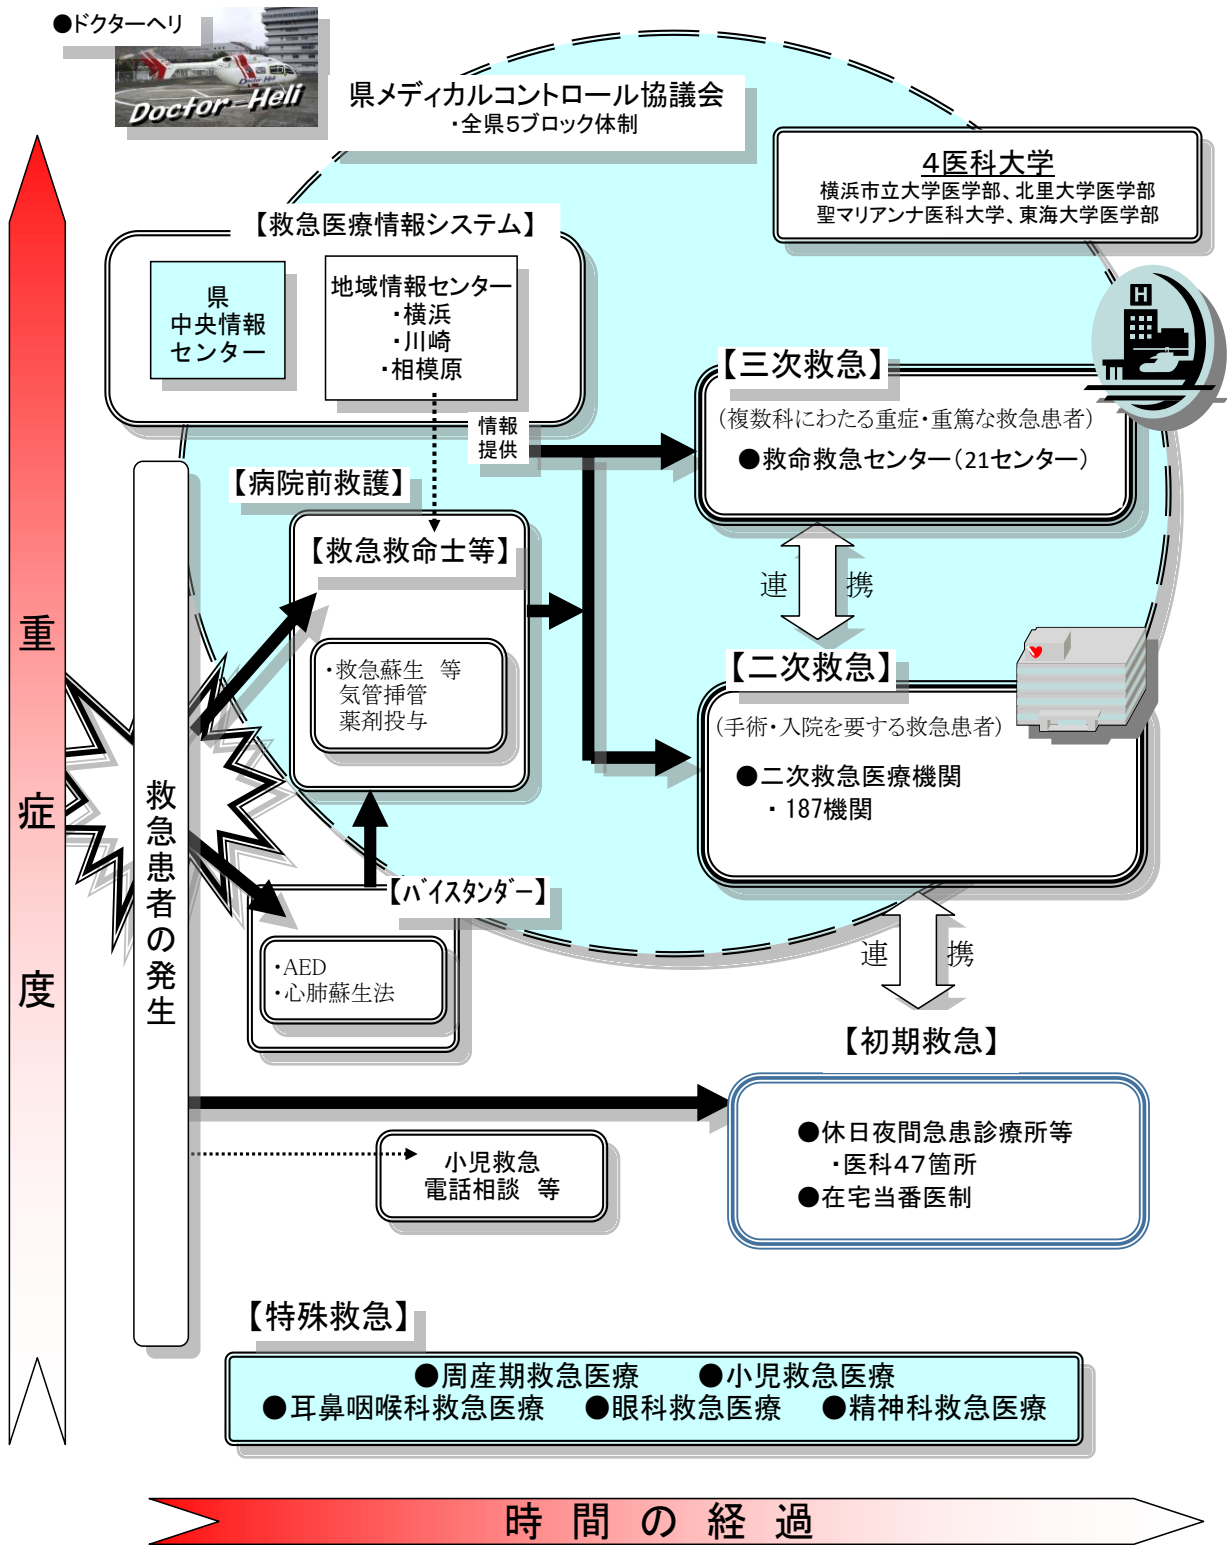 ●ドクターヘリ
Doctor-Heli
県メディカルコントロール協議会
・全県5ブロック体制
4医科大学
横浜市立大学医学部、北里大学医学部
聖マリアンナ医科大学、東海大学医学部
【救急医療情報システム】
県
中央情報
センター
地域情報センター
・横浜
・川崎
・相模原
情報
提供
【三次救急】
(複数科にわたる重症・重篤な救急患者)
●救命救急センター(21センター)
【病院前救護】
【救急救命士等】
・救急蘇生 等
気管挿管
薬剤投与
連 携
【二次救急】
(手術・入院を要する救急患者)
●二次救急医療機関
・187機関
重症度
救急患者の発生
【バイスタンダー】
・AED
・心肺蘇生法
連 携
【初期救急】
●休日夜間急患診療所等
・医科47箇所
●在宅当番医制
小児救急
電話相談 等
【特殊救急】
●周産期救急医療 ●小児救急医療
●耳鼻咽喉科救急医療 ●眼科救急医療 ●精神科救急医療
時間の経過